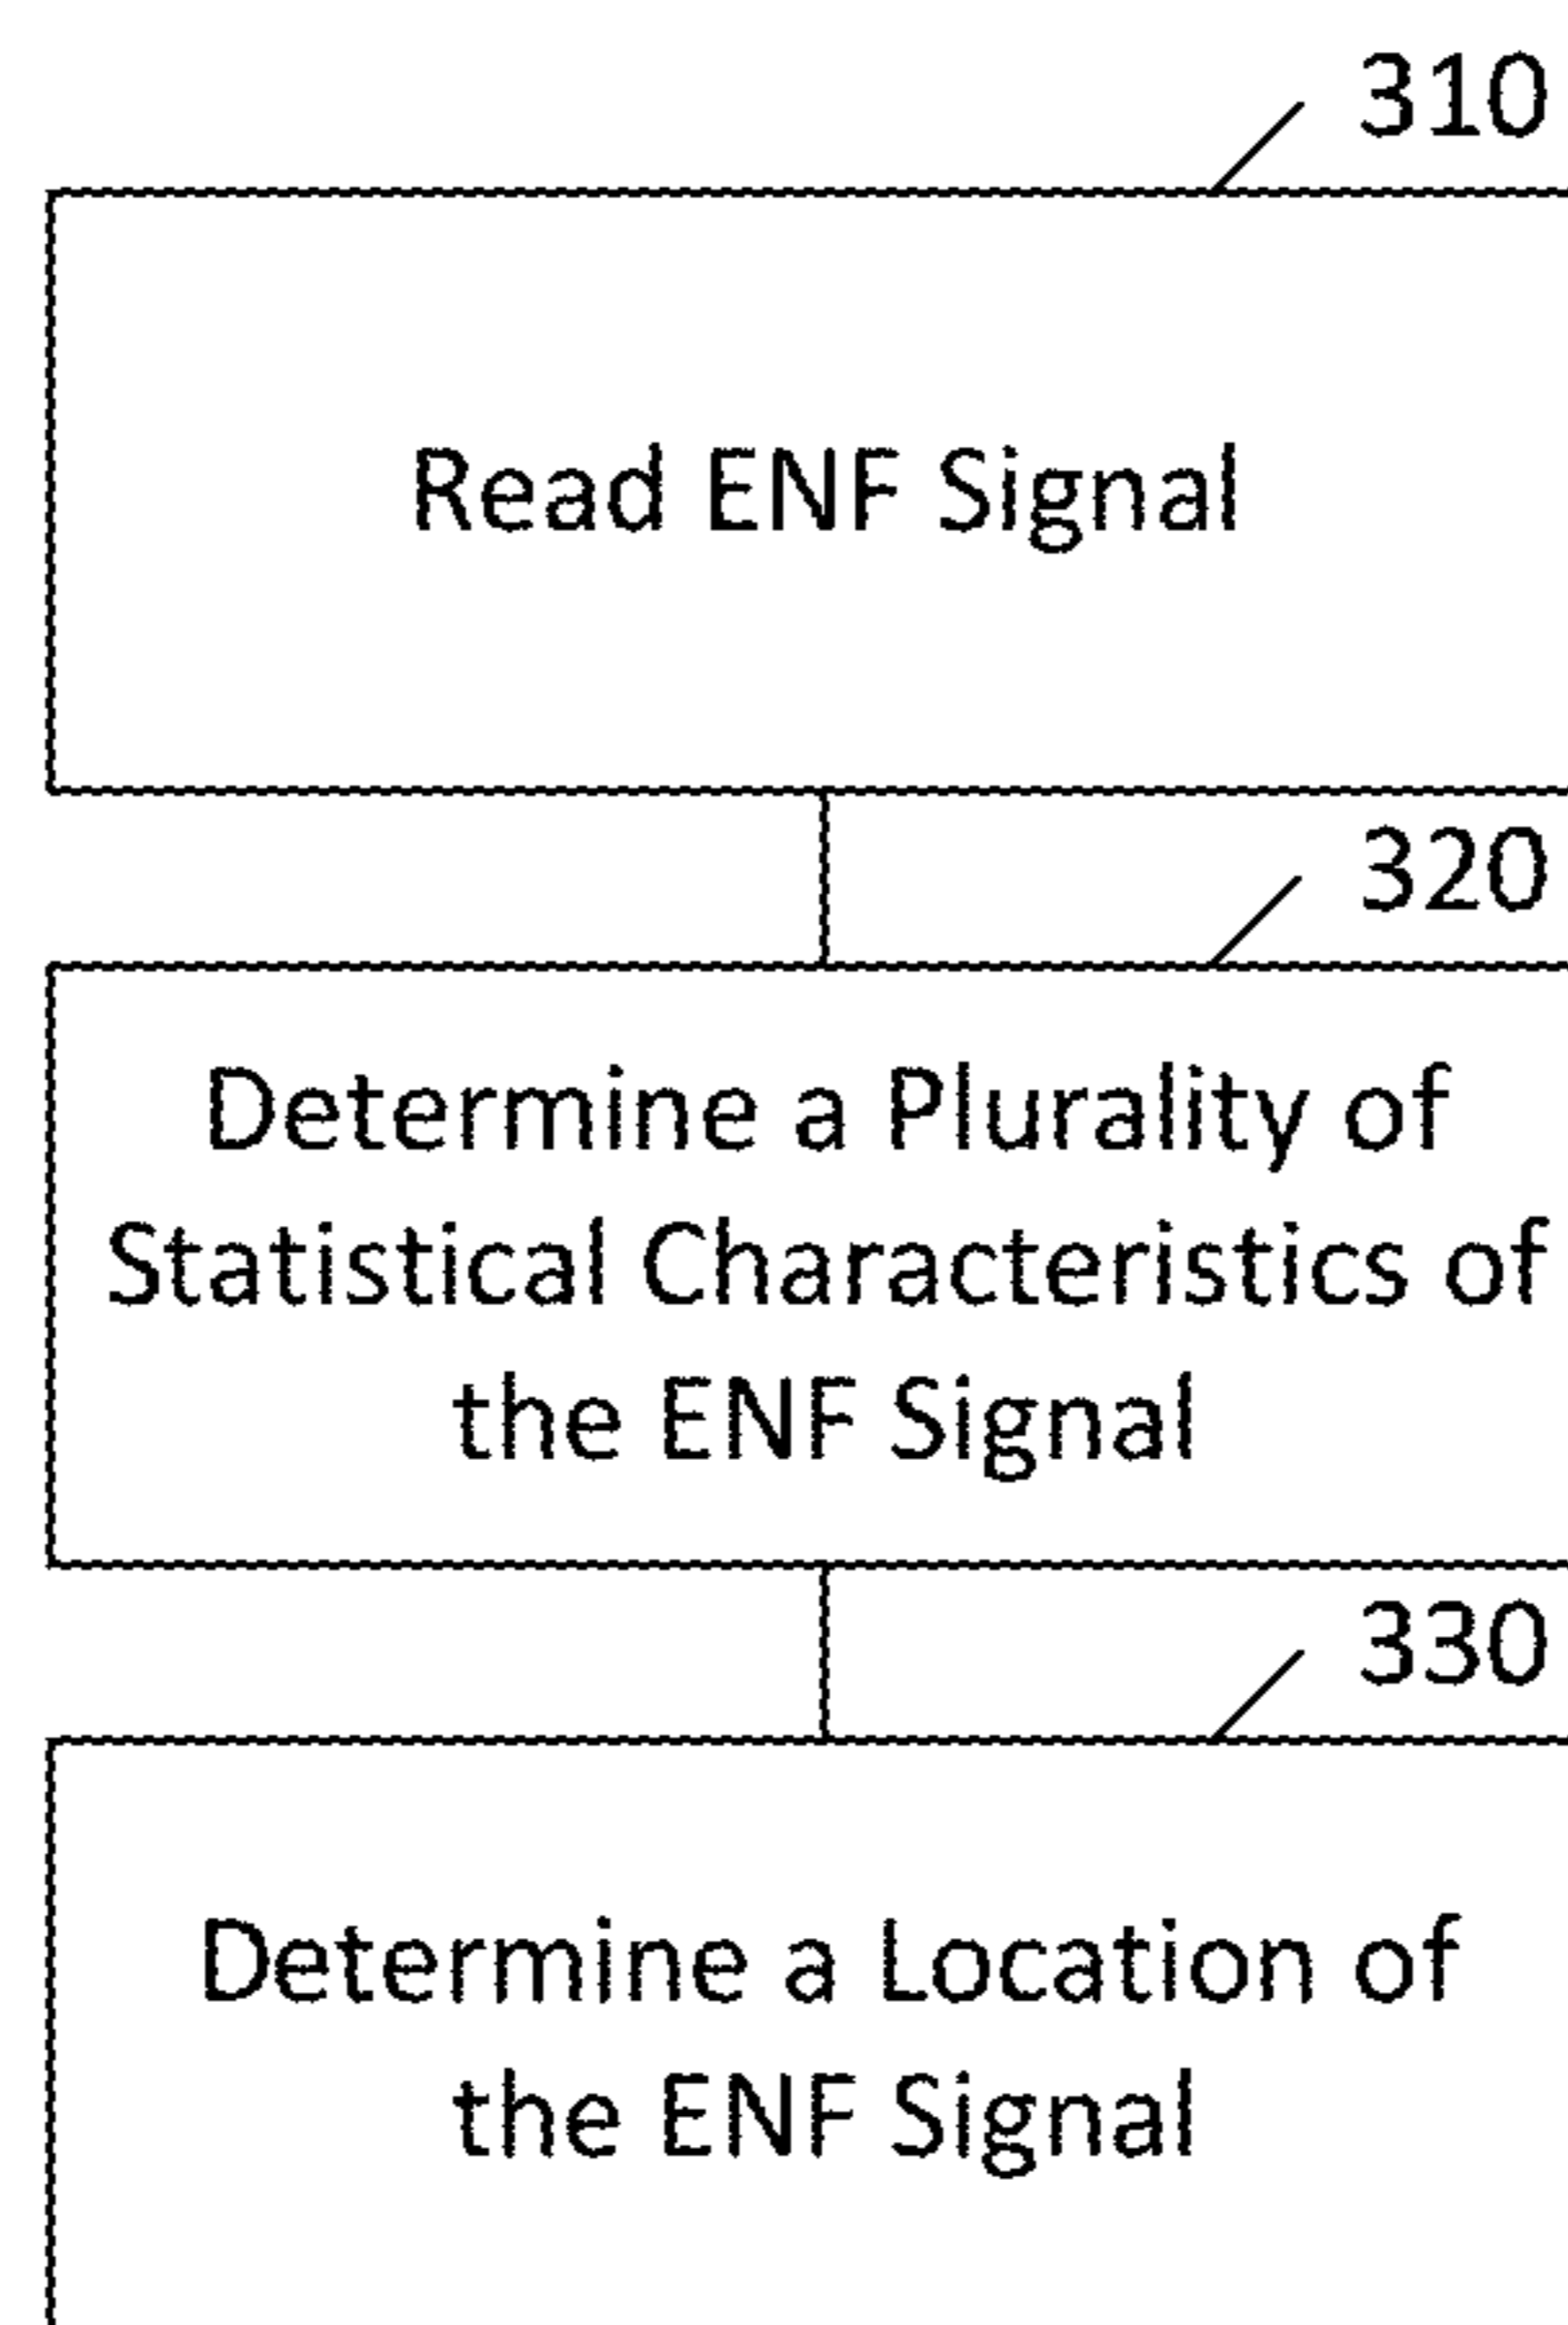 310
Read ENF Signal
320
Determine a Plurality of
Statistical Characteristics of
the ENF Signal
330
Determine a Location of
the ENF Signal